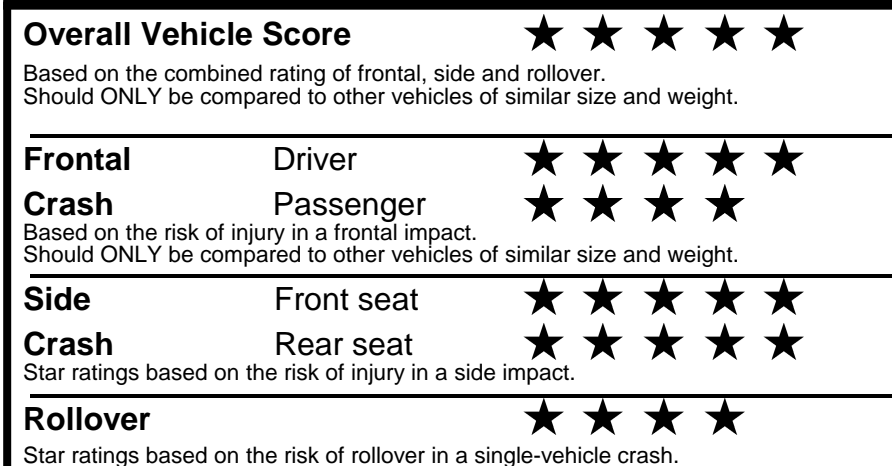 Overall Vehicle Score ★ ★ ★ ★ ★
Based on the combined rating of frontal, side and rollover.
Should ONLY be compared to other vehicles of similar size and weight.
Frontal Driver ★ ★ ★ ★ ★
Crash Passenger ★ ★ ★ ★
Based on the risk of injury in a frontal impact.
Should ONLY be compared to other vehicles of similar size and weight.
Side Front seat ★ ★ ★ ★ ★
Crash Rear seat ★ ★ ★ ★ ★
Star ratings based on the risk of injury in a side impact.
Rollover ★ ★ ★ ★
Star ratings based on the risk of rollover in a single-vehicle crash.